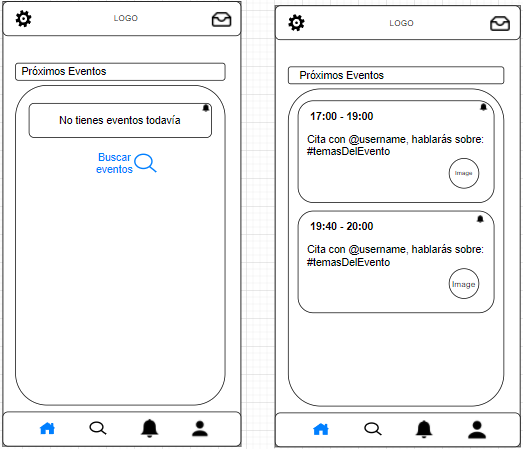 LOGO
Próximos Eventos
No tienes eventos todavía
Buscar
eventos
LOGO
Próximos Eventos
17:00 - 19:00
Cita con @username, hablarás sobre:
#temasDelEvento
Image
19:40 - 20:00
Cita con @username, hablarás sobre:
#temasDelEvento
Image